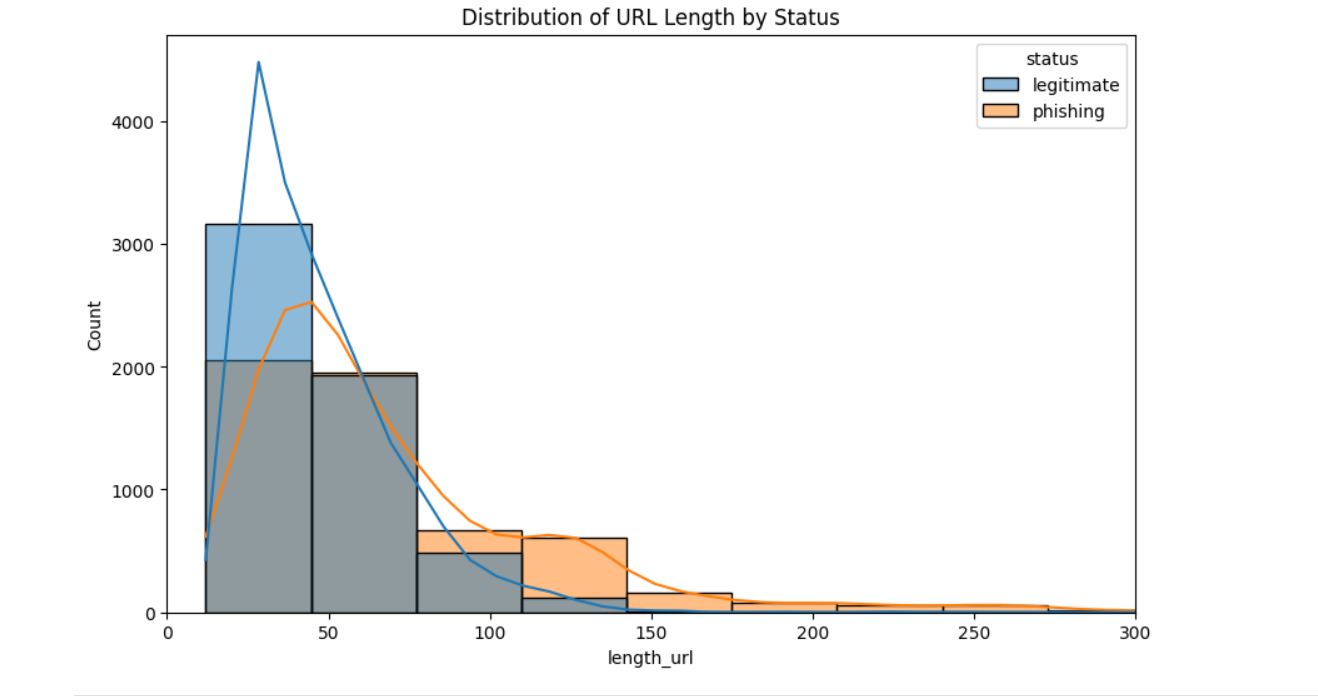 Distribution of URL Length by Status
status
legitimate
phishing
4000
3000
2000
1000
0
Count
0 50 100 150 200 250 300
length_url